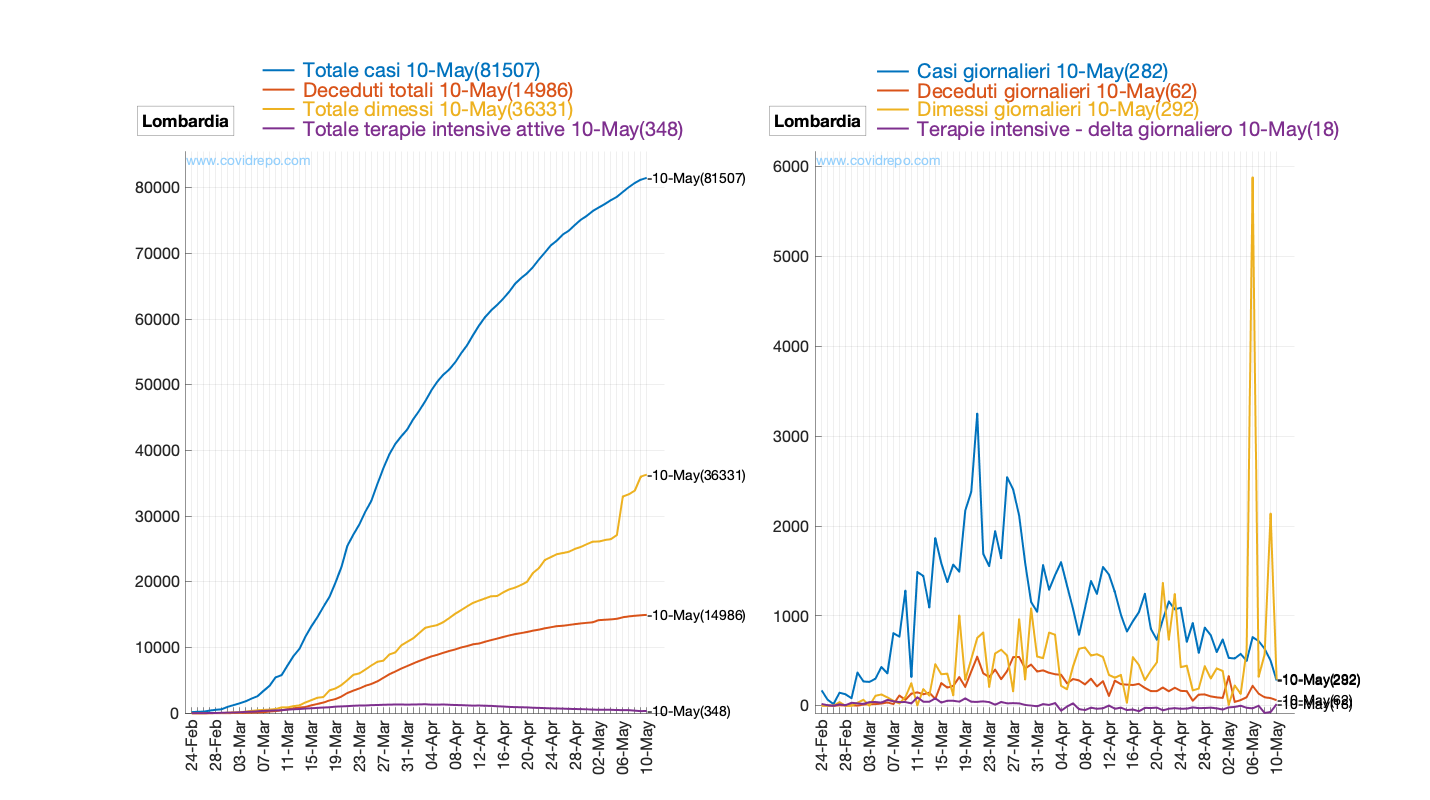 Totale casi 10-May(81507)
Deceduti totali 10-May(14986)
Totale dimessi 10-May(36331)
Totale terapie intensive attive 10-May(348)
Lombardia
www.covidrepo.com
80000
70000
60000
50000
40000
30000
20000
10000
0
-10-May(81507)
-10-May(36331)
-10-May(14986)
-10-May(348)
24-Feb
28-Feb
03-Mar
07-Mar
11-Mar
15-Mar
19-Mar
23-Mar
27-Mar
31-Mar
04-Apr
08-Apr
12-Apr
16-Apr
20-Apr
24-Apr
28-Apr
02-May
06-May
10-May
Casi giornalieri 10-May(282)
Deceduti giornalieri 10-May(62)
Dimessi giornalieri 10-May(292)
Terapie intensive - delta giornaliero 10-May(18)
Lombardia
www.covidrepo.com
6000
5000
4000
3000
2000
1000
0
24-Feb
28-Feb
03-Mar
07-Mar
11-Mar
15-Mar
19-Mar
23-Mar
27-Mar
31-Mar
04-Apr
08-Apr
12-Apr
16-Apr
20-Apr
24-Apr
28-Apr
02-May
06-May
10-May